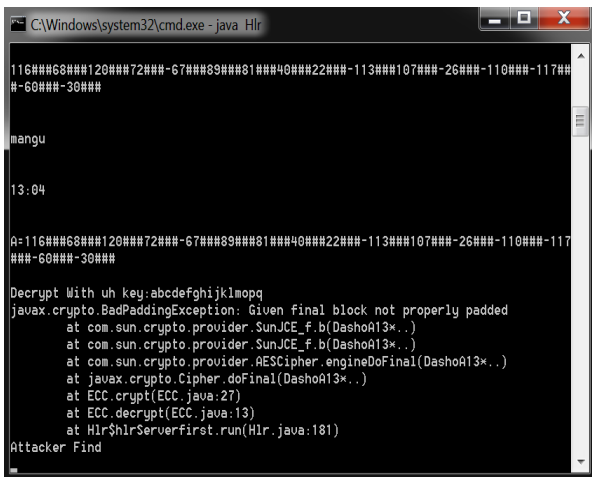 C:\Windows\system32\cmd.exe - java  Hlr
116###68###120###72###-67###89###81###40###22###-113###107###-26###-110###-117##
#-60###-30###
mangu
13:04
A=116###68###120###72###-67###89###81###40###22###-113###107###-26###-110###-117
###-60###-30###
Decrypt With uh key:abcdefghijklmopq
javax.crypto.BadPaddingException: Given final block not properly padded
at com.sun.crypto.provider.SunJCE_f.b(DashoA13*..)
at com.sun.crypto.provider.SunJCE_f.b(DashoA13*..)
at com.sun.crypto.provider.AESCipher.engineDoFinal(DashoA13*..)
at javax.crypto.Cipher.doFinal(DashoA13*..)
at ECC.crypt(ECC.java:27)
at ECC.decrypt(ECC.java:13)
at Hlr$hlrServerfirst.run(Hlr.java:181)
Attacker Find